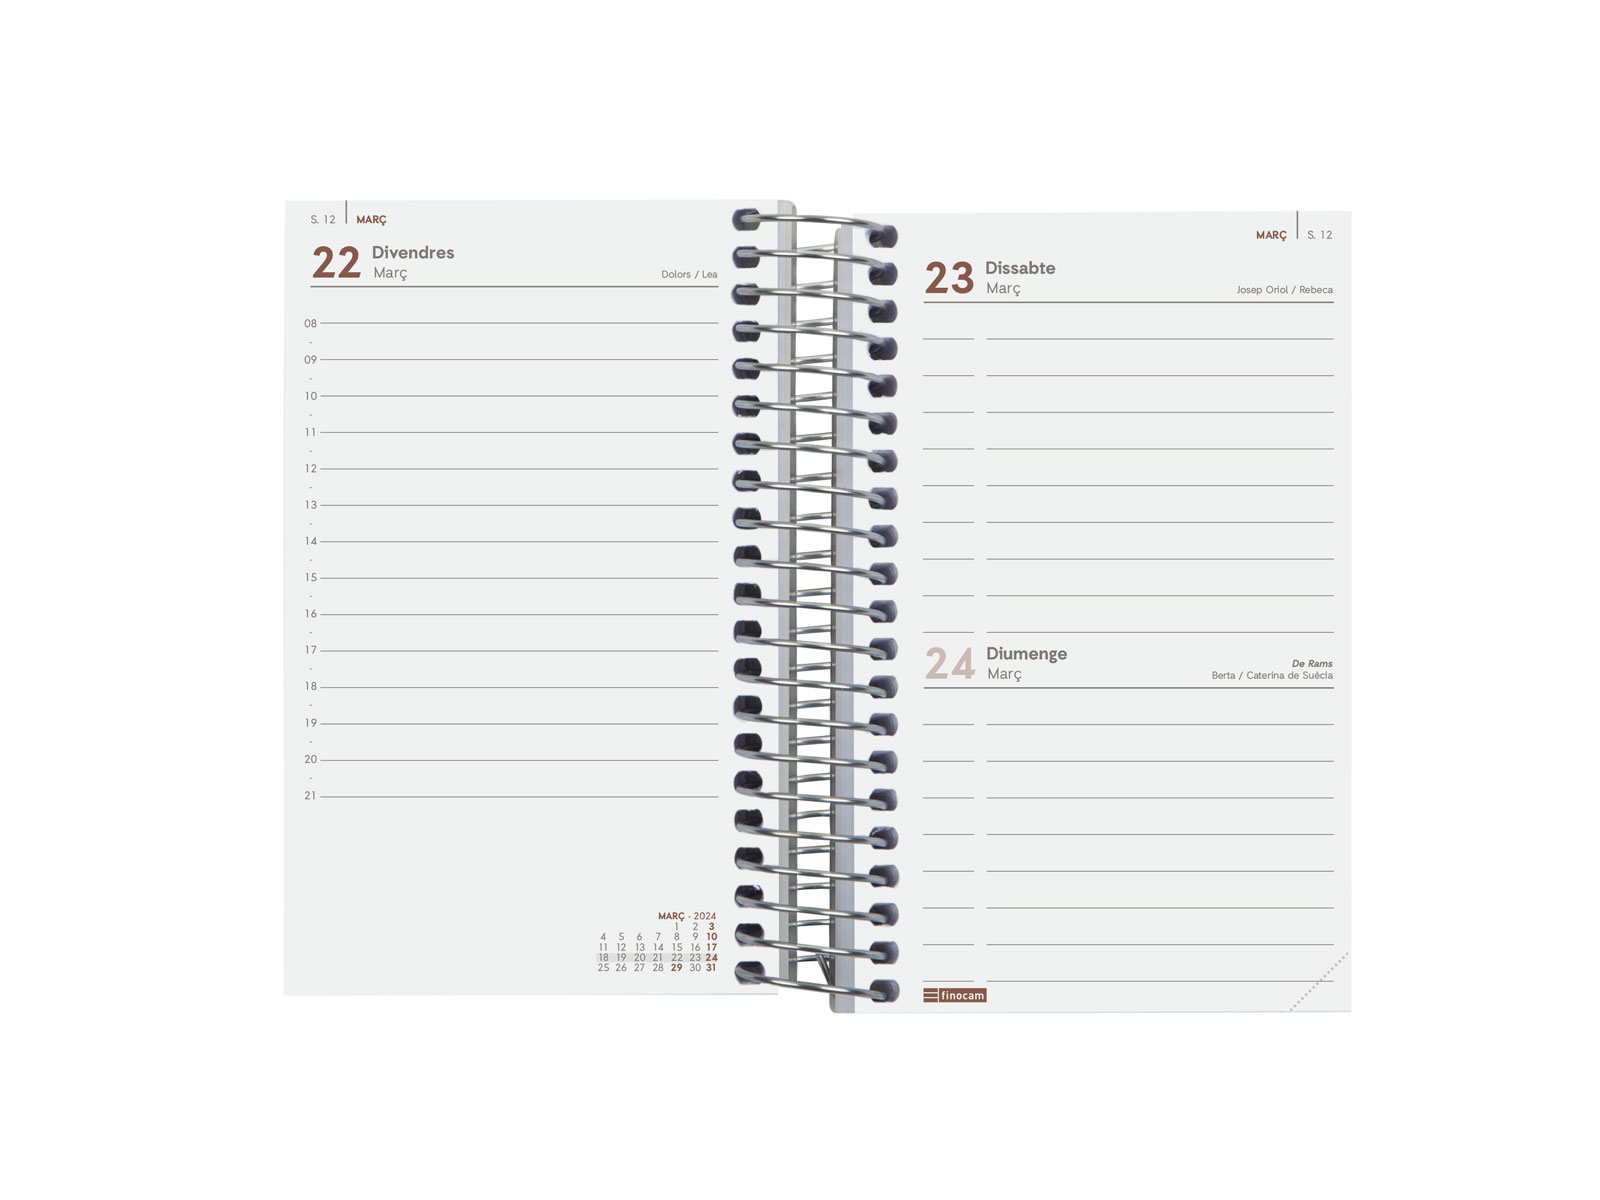 S. 12 MARÇ
22 Divendres
Març
Dolors / Lea
08
09
10
11
12
13
14
15
16
17
18
19
20
21
MARÇ · 2024
1 2 3
4 5 6 7 8 9 10
11 12 13 14 15 16 17
18 19 20 21 22 23 24
25 26 27 28 29 30 31
MARÇ S. 12
23 Dissabte
Març
Josep Oriol / Rebeca
24 Diumenge
Març
De Rams
Berta / Caterina de Suècia
finocam